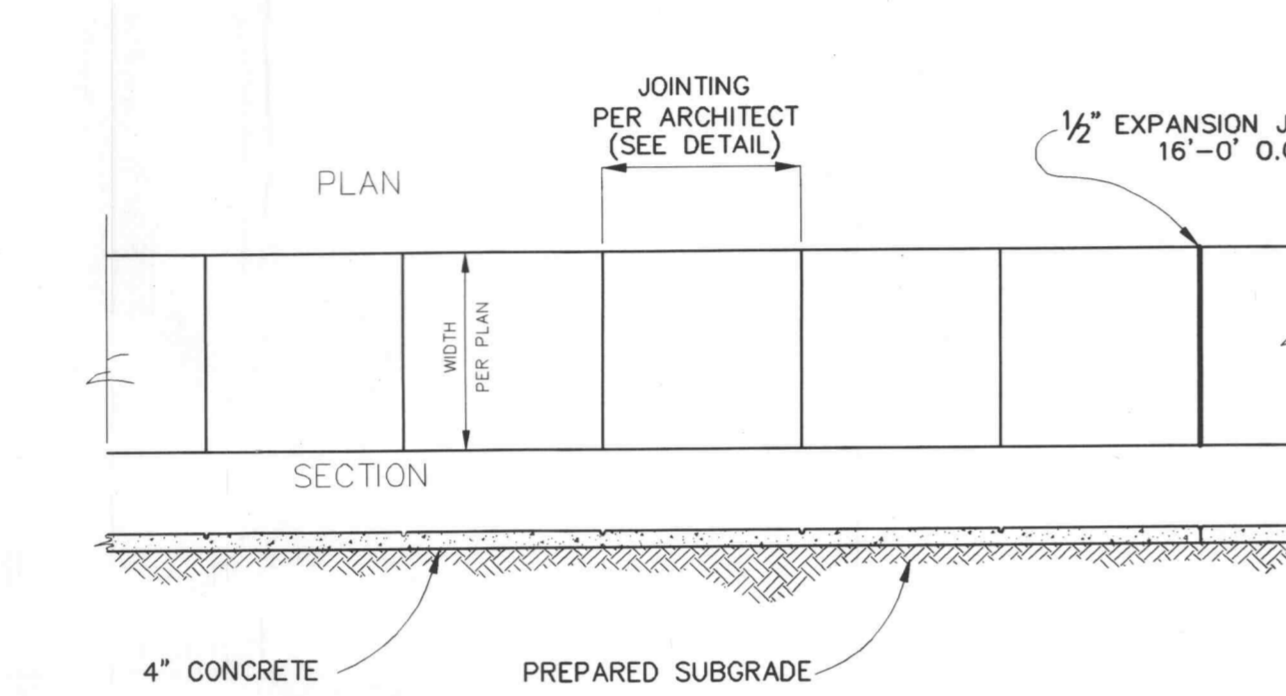 JOINTING
PER ARCHITECT
(SEE DETAIL)
½" EXPANSION
16'-0'
PLAN
WIDTH
PER PLAN
SECTION
4" CONCRETE
PREPARED SUBGRADE